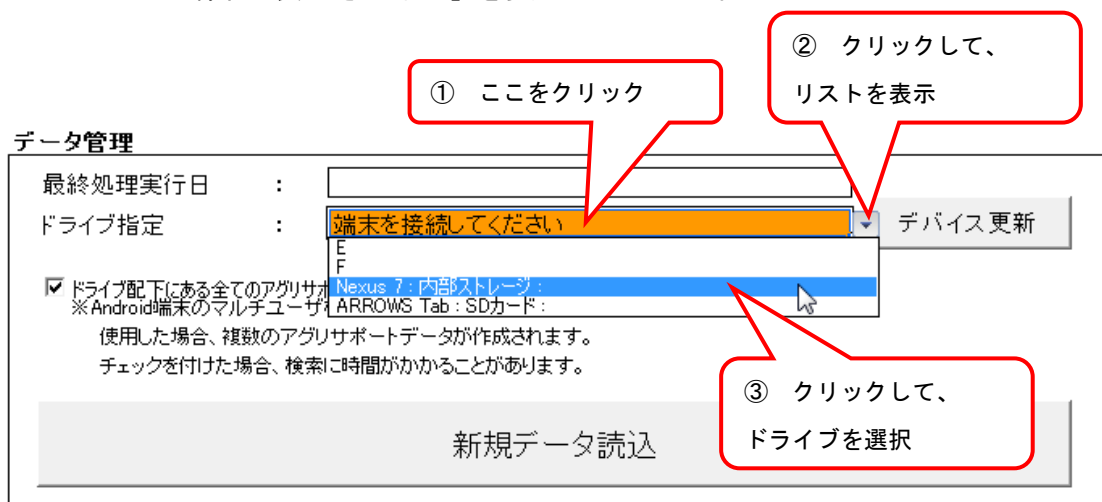 ② クリックして、
リストを表示
① ここをクリック
データ管理
最終処理実行日 :
ドライブ指定 : 端末を接続してください デバイス更新
E
F
Nexus 7 : 内部ストレージ :
ARROWS Tab : SDカード :
ドライブ配下にある全てのアグリサポ
※Android端末のマルチユーザ
使用した場合、複数のアグリサポートデータが作成されます。
チェックを付けた場合、検索に時間がかかることがあります。
③ クリックして、
ドライブを選択
新規データ読込